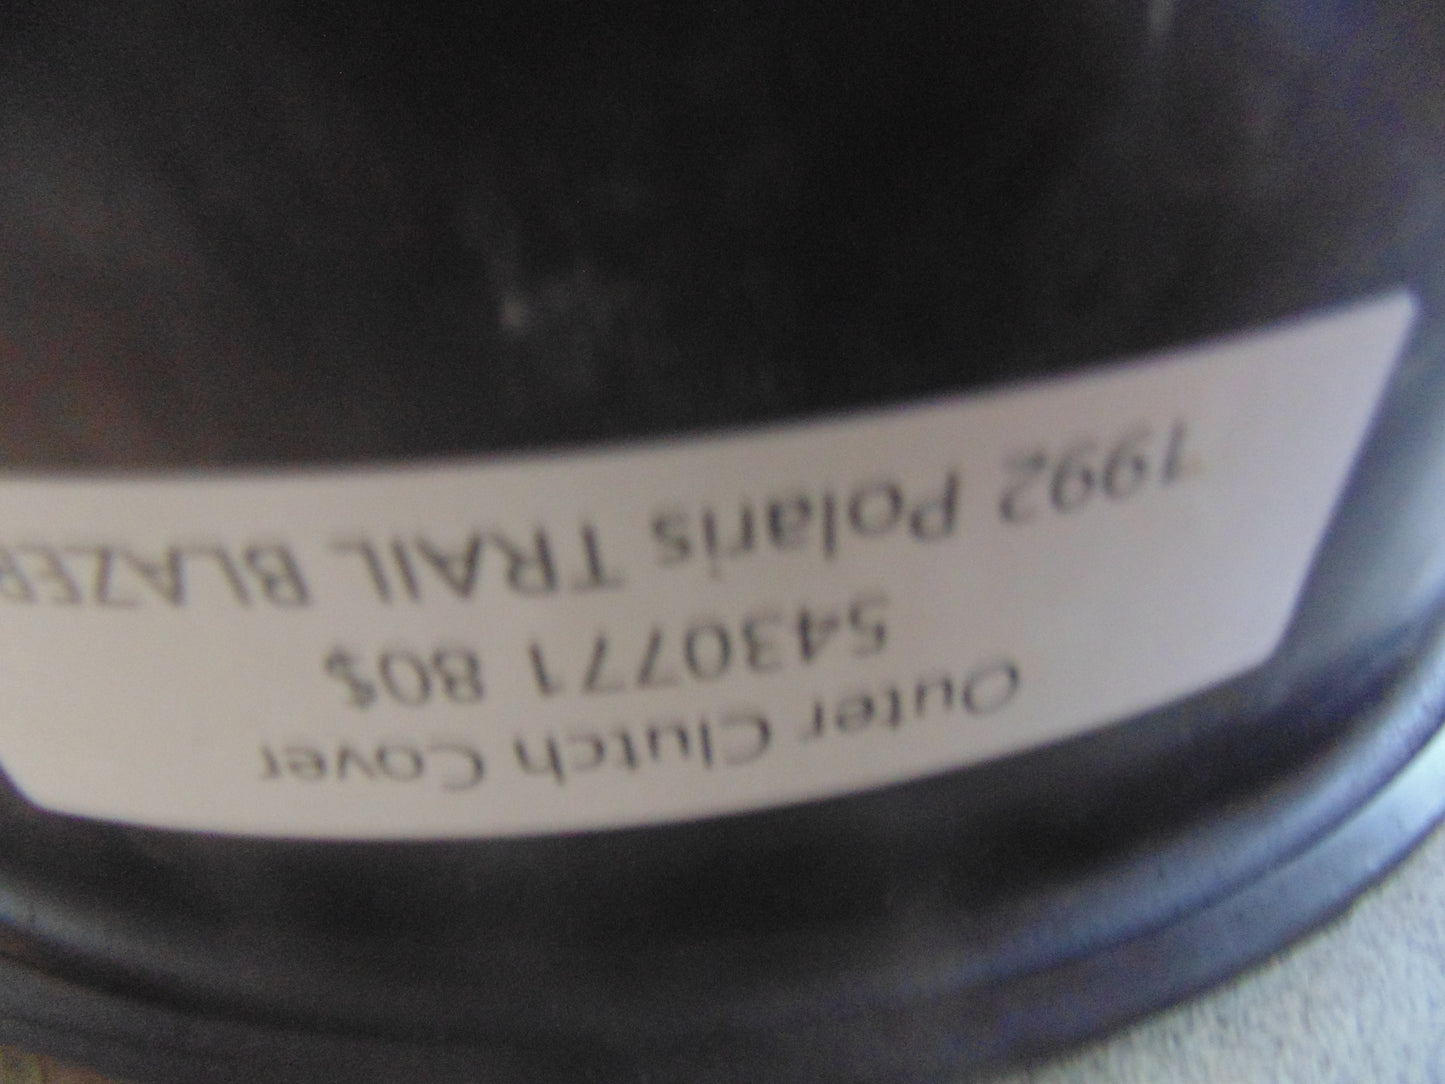 Outer Clutch Cover
5430771 80$
1992 Polaris TRAIL BLAZER